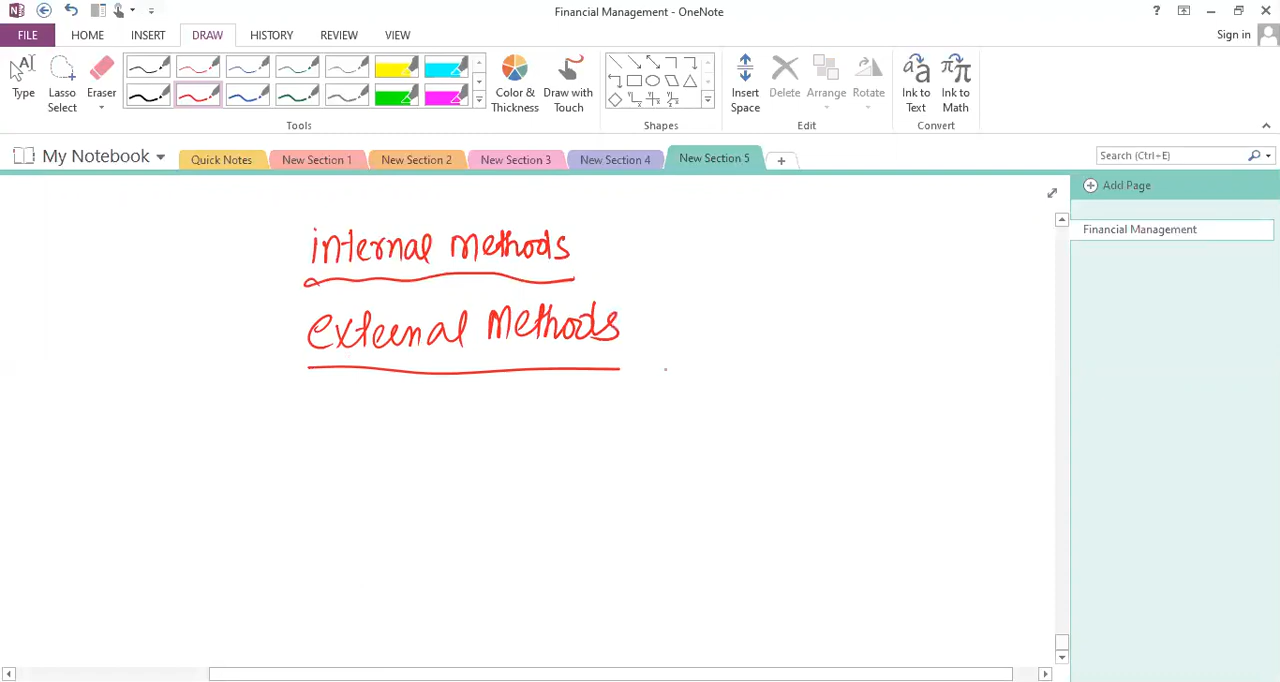 Financial Management - OneNote
? 
Sign in
FILE HOME INSERT DRAW HISTORY REVIEW VIEW
Type
Lasso Select
Eraser
Color & Thickness
Draw with Touch
Insert Space
Delete
Arrange
Rotate
Ink to Text
Ink to Math
Tools Shapes Edit Convert
My Notebook
Quick Notes New Section 1 New Section 2 New Section 3 New Section 4 New Section 5
Search (Ctrl+E)
Add Page
Financial Management
internal methods
external Methods